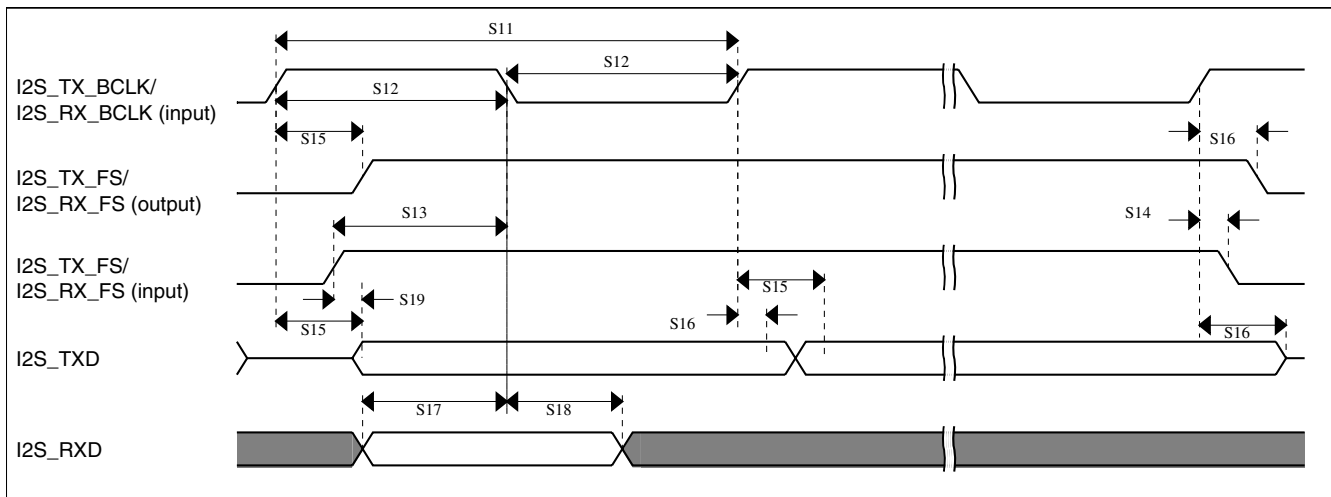 S11
I2S_TX_BCLK/
I2S_RX_BCLK (input)
S12
S12
S15
S16
I2S_TX_FS/
I2S_RX_FS (output)
S13
S14
I2S_TX_FS/
I2S_RX_FS (input)
S15
S19
S15
S16
S16
I2S_TXD
S17
S18
I2S_RXD